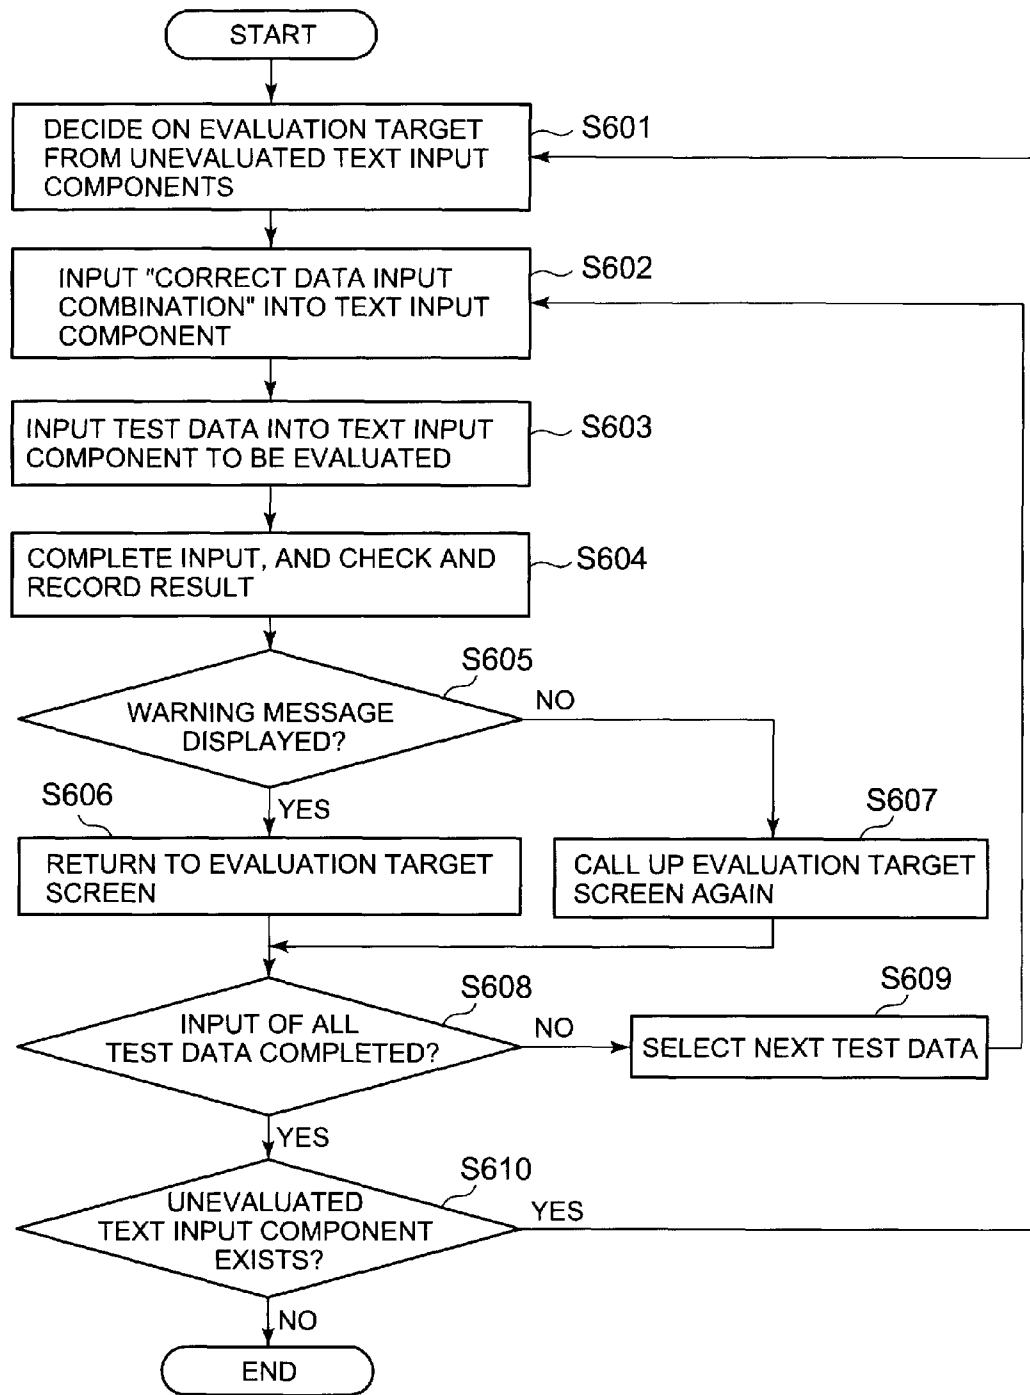 START
DECIDE ON EVALUATION TARGET
FROM UNEVALUATED TEXT INPUT
COMPONENTS
S601
INPUT "CORRECT DATA INPUT
COMBINATION" INTO TEXT INPUT
COMPONENT
S602
INPUT TEST DATA INTO TEXT INPUT
COMPONENT TO BE EVALUATED
S603
COMPLETE INPUT, AND CHECK AND
RECORD RESULT
S604
S605
WARNING MESSAGE
DISPLAYED?
NO
YES
S606
RETURN TO EVALUATION TARGET
SCREEN
S607
CALL UP EVALUATION TARGET
SCREEN AGAIN
S608
INPUT OF ALL
TEST DATA COMPLETED?
NO
S609
SELECT NEXT TEST DATA
YES
S610
UNEVALUATED
TEXT INPUT COMPONENT
EXISTS?
YES
NO
END